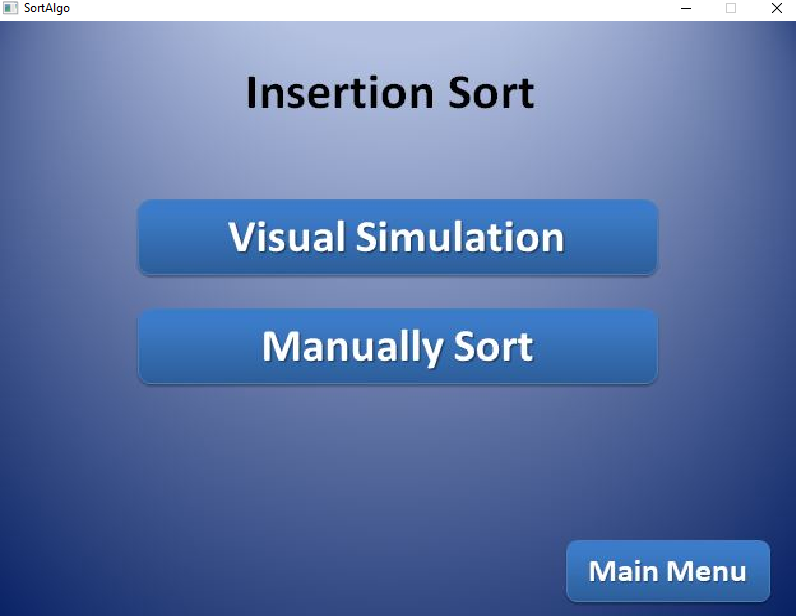 SortAlgo
Insertion Sort
Visual Simulation
Manually Sort
Main Menu